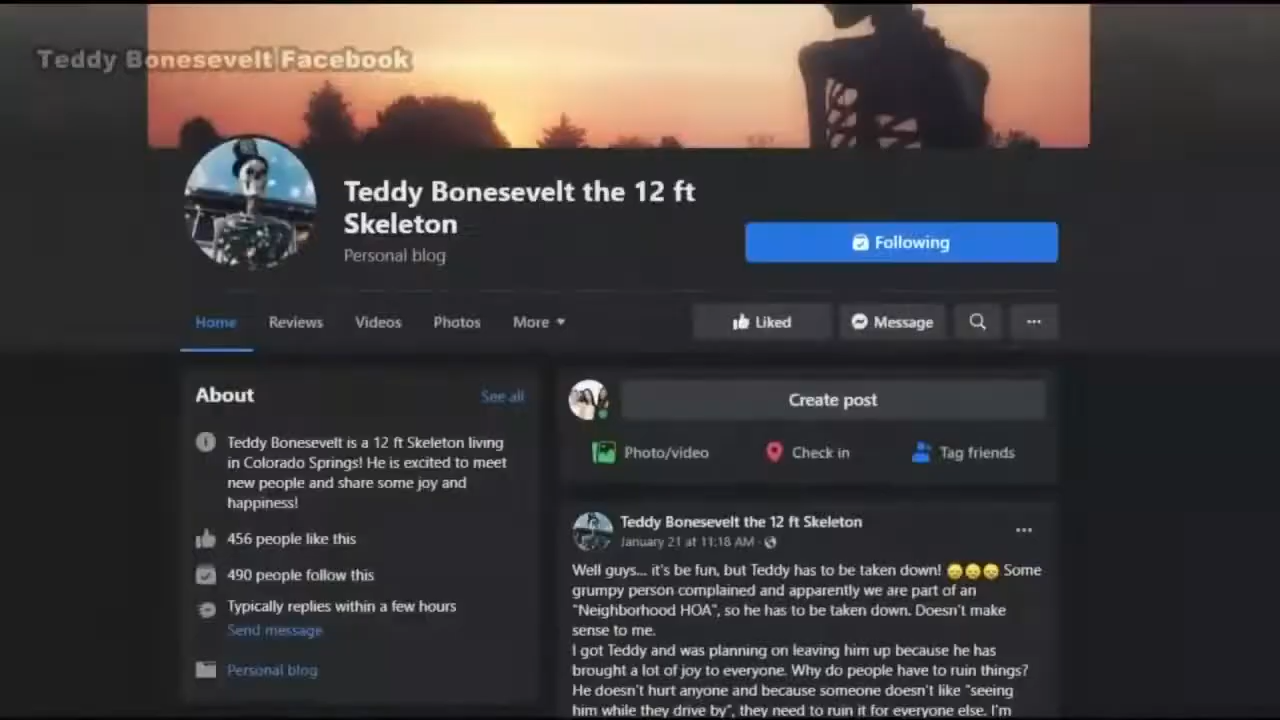 Teddy Bonesevelt Facebook
Teddy Bonesevelt the 12 ft
Skeleton
Personal blog
Following
Home
Reviews
Videos
Photos
More
Liked
Message
About
See all
Create post
Teddy Bonesevelt is a 12 ft Skeleton living
in Colorado Springs! He is excited to meet
new people and share some joy and
happiness!
456 people like this
490 people follow this
Typically replies within a few hours
Send message
Personal blog
Photo/video
Check in
Tag friends
Teddy Bonesevelt the 12 ft Skeleton
January 21 at 11:18 AM ·
Well guys... it's be fun, but Teddy has to be taken down! 😞😞😞 Some
grumpy person complained and apparently we are part of an
"Neighborhood HOA", so he has to be taken down. Doesn't make
sense to me.
I got Teddy and was planning on leaving him up because he has
brought a lot of joy to everyone. Why do people have to ruin things?
He doesn't hurt anyone and because someone doesn't like "seeing
him while they drive by", they need to ruin it for everyone else. I'm